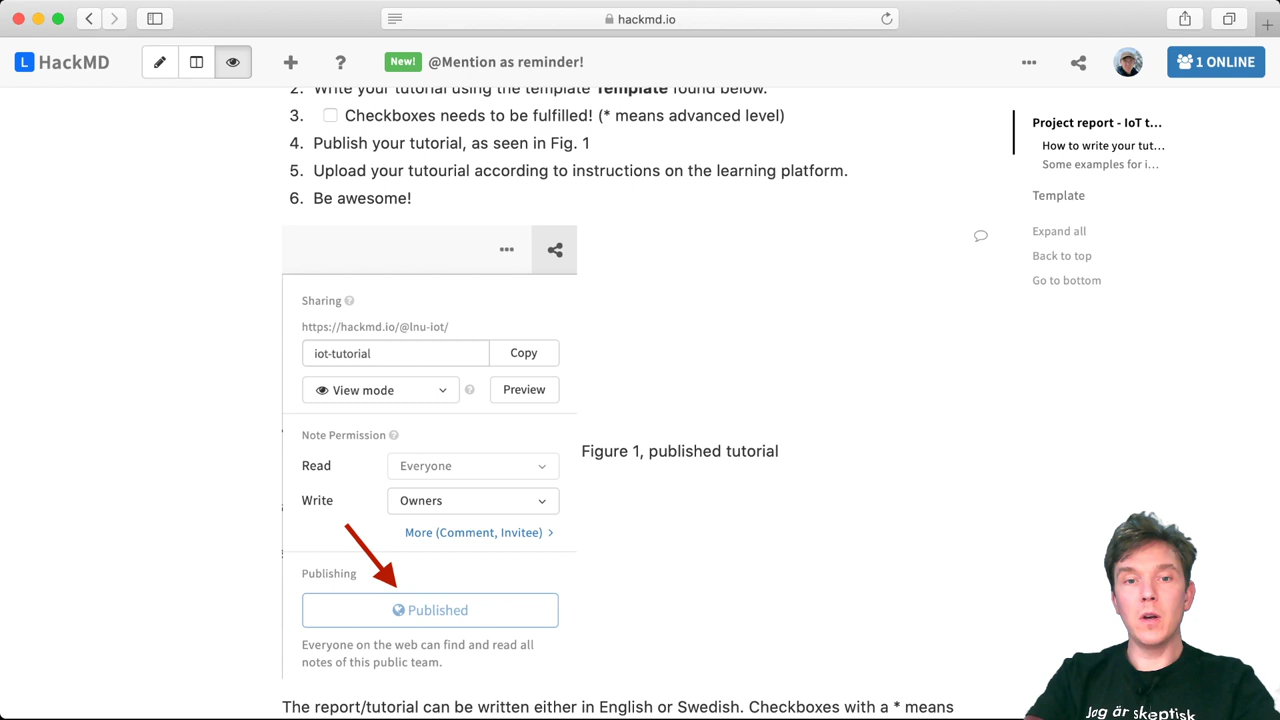 hackmd.io
HackMD
New! @Mention as reminder!
1 ONLINE
2. Write your tutorial using the template Template found below.
3. Checkboxes needs to be fulfilled! (* means advanced level)
4. Publish your tutorial, as seen in Fig. 1
5. Upload your tutourial according to instructions on the learning platform.
6. Be awesome!
Project report - IoT t...
How to write your tut...
Some examples for i...
Template
Expand all
Back to top
Go to bottom
Sharing
https://hackmd.io/@lnu-iot/
iot-tutorial Copy
View mode Preview
Note Permission
Read Everyone
Write Owners
More (Comment, Invitee) >
Figure 1, published tutorial
Publishing
Published
Everyone on the web can find and read all
notes of this public team.
The report/tutorial can be written either in English or Swedish. Checkboxes with a * means
Jag är skeptisk